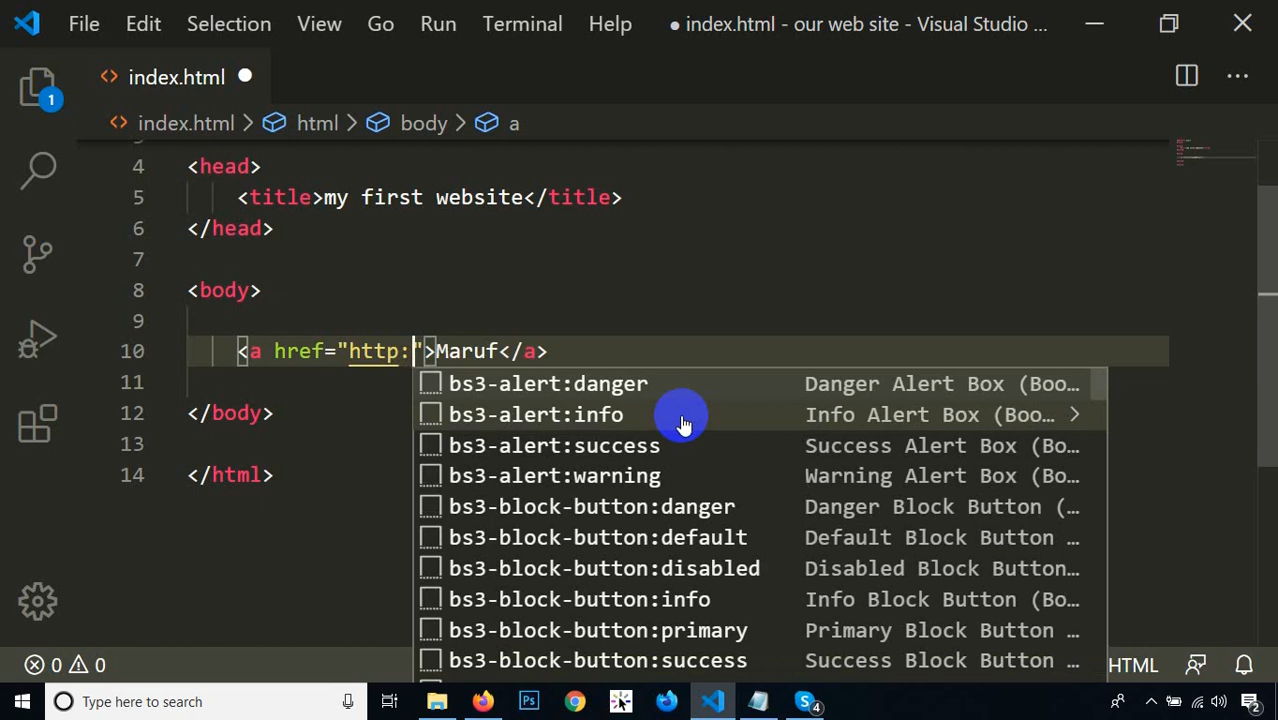 File Edit Selection View Go Run Terminal Help ● index.html - our web site - Visual Studio ...
index.html
1
index.html > html > body > a
4 <head>
5 <title>my first website</title>
6 </head>
7
8 <body>
9
10 <a href="http:">Maruf</a>
11
bs3-alert:danger Danger Alert Box (Boo…
12 </body>
bs3-alert:info Info Alert Box (Boo… >
13
bs3-alert:success Success Alert Box (Bo…
14 </html>
bs3-alert:warning Warning Alert Box (Bo…
bs3-block-button:danger Danger Block Button (…
bs3-block-button:default Default Block Button …
bs3-block-button:disabled Disabled Block Button …
bs3-block-button:info Info Block Button (Bo…
bs3-block-button:primary Primary Block Button …
bs3-block-button:success Success Block Button …
0 0 HTML
Type here to search Ps 4 2